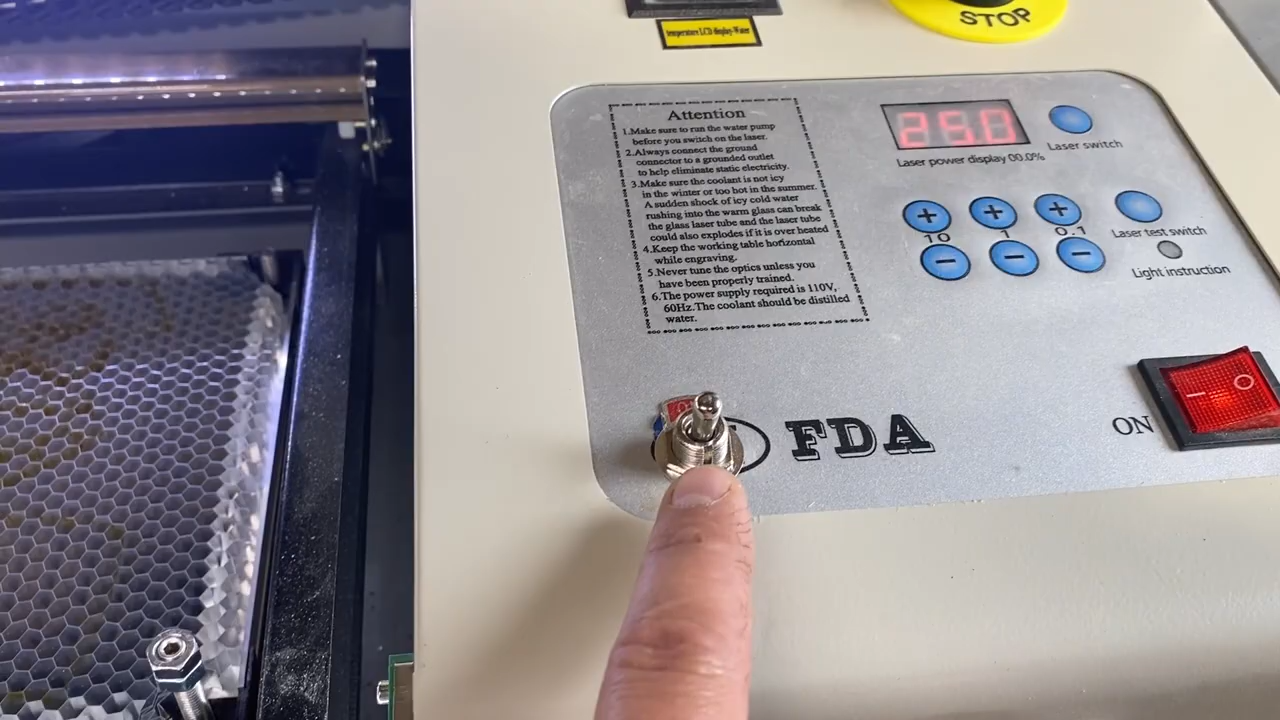 STOP
temperature LCD display-Water
Attention
1.Make sure to run the water pump
before you switch on the laser.
2.Always connect the ground
connector to a grounded outlet
to help eliminate static electricity.
3.Make sure the coolant is not icy
in the winter or too hot in the summer.
A sudden shock of icy cold water
rushing into the warm glass can break
the glass laser tube and the laser tube
could also explodes if it is over heated
4.Keep the working table horizontal
while engraving.
5.Never tune the optics unless you
have been properly trained.
6.The power supply required is 110V,
60Hz.The coolant should be distilled
water.
25.0
Laser power display 00.0%
Laser switch
+ + +
10 1 0.1
- - -
Laser test switch
Light instruction
FDA
ON